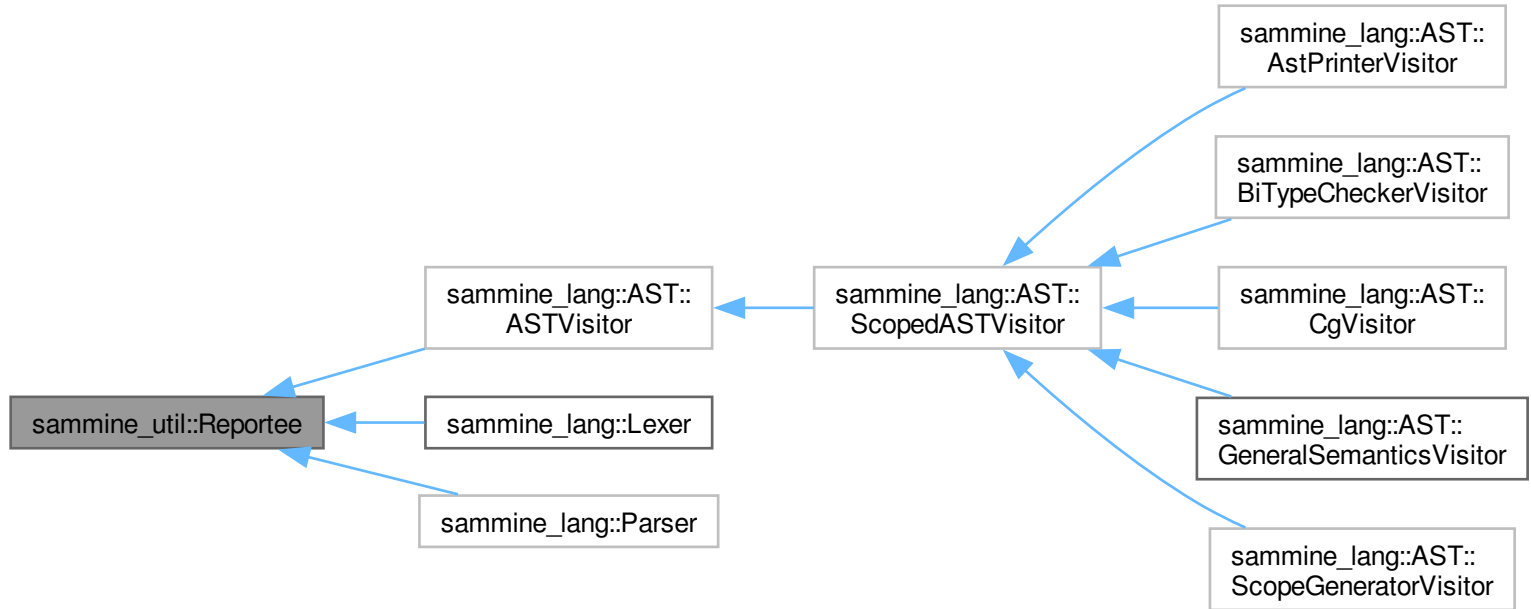 sammine_lang::AST::
AstPrinterVisitor
sammine_lang::AST::
BiTypeCheckerVisitor
sammine_lang::AST::
ASTVisitor
sammine_lang::AST::
ScopedASTVisitor
sammine_lang::AST::
CgVisitor
sammine_util::Reportee
sammine_lang::Lexer
sammine_lang::AST::
GeneralSemanticsVisitor
sammine_lang::Parser
sammine_lang::AST::
ScopeGeneratorVisitor